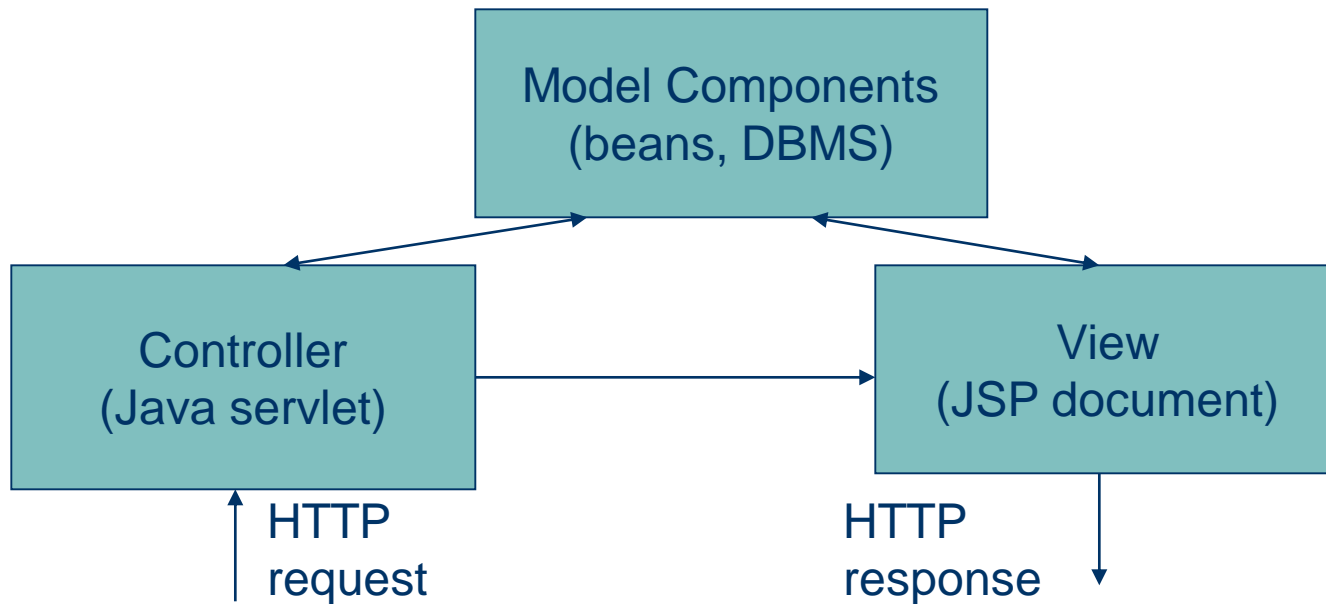 Model Components
(beans, DBMS)
Controller
(Java servlet)
View
(JSP document)
HTTP
request
HTTP
response